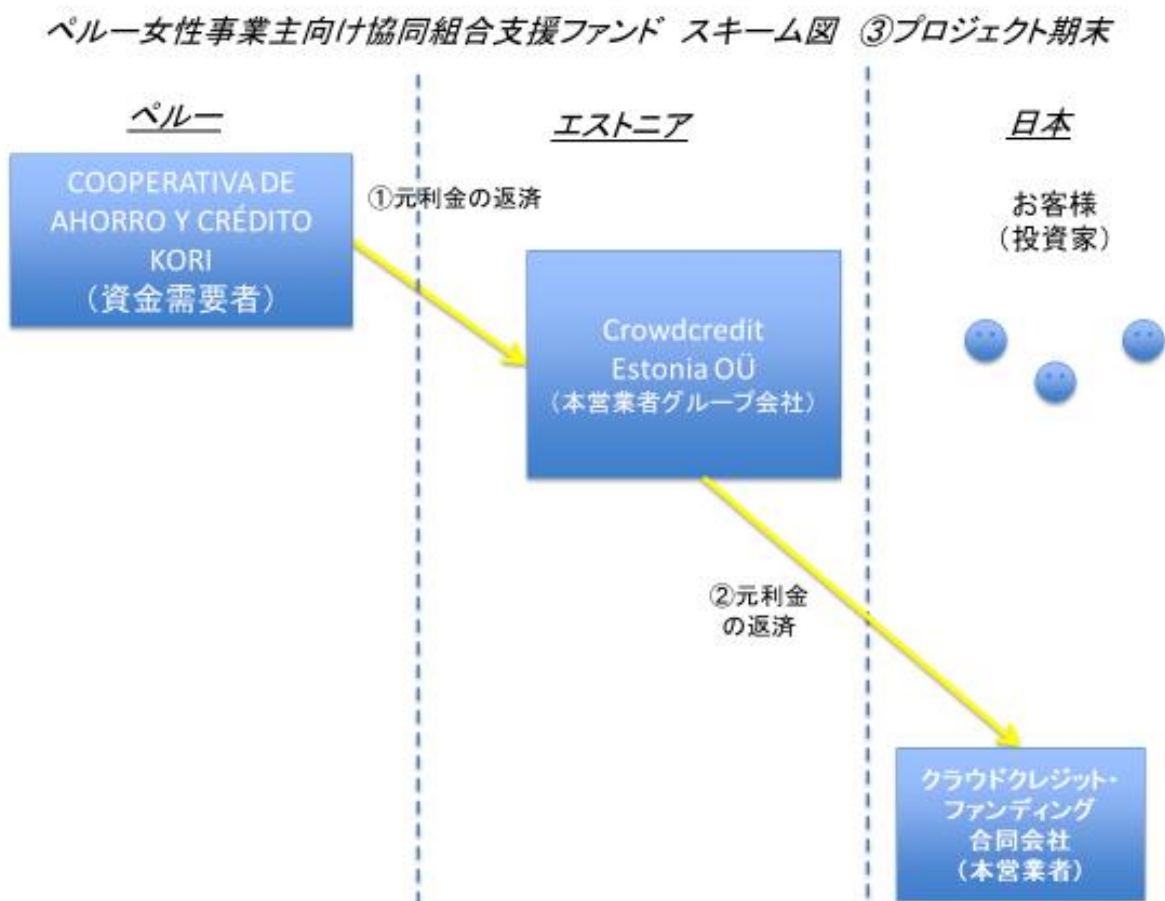 ペルー女性事業主向け協同組合支援ファンド スキーム図 ③プロジェクト期末
ペルー
エストニア
日本
COOPERATIVA DE
AHORRO Y CRÉDITO
KORI
（資金需要者）
①元利金の返済
お客様
（投資家）
Crowdcredit
Estonia OÜ
（本営業者グループ会社）
②元利金
の返済
クラウドクレジット・
ファンディング
合同会社
（本営業者）